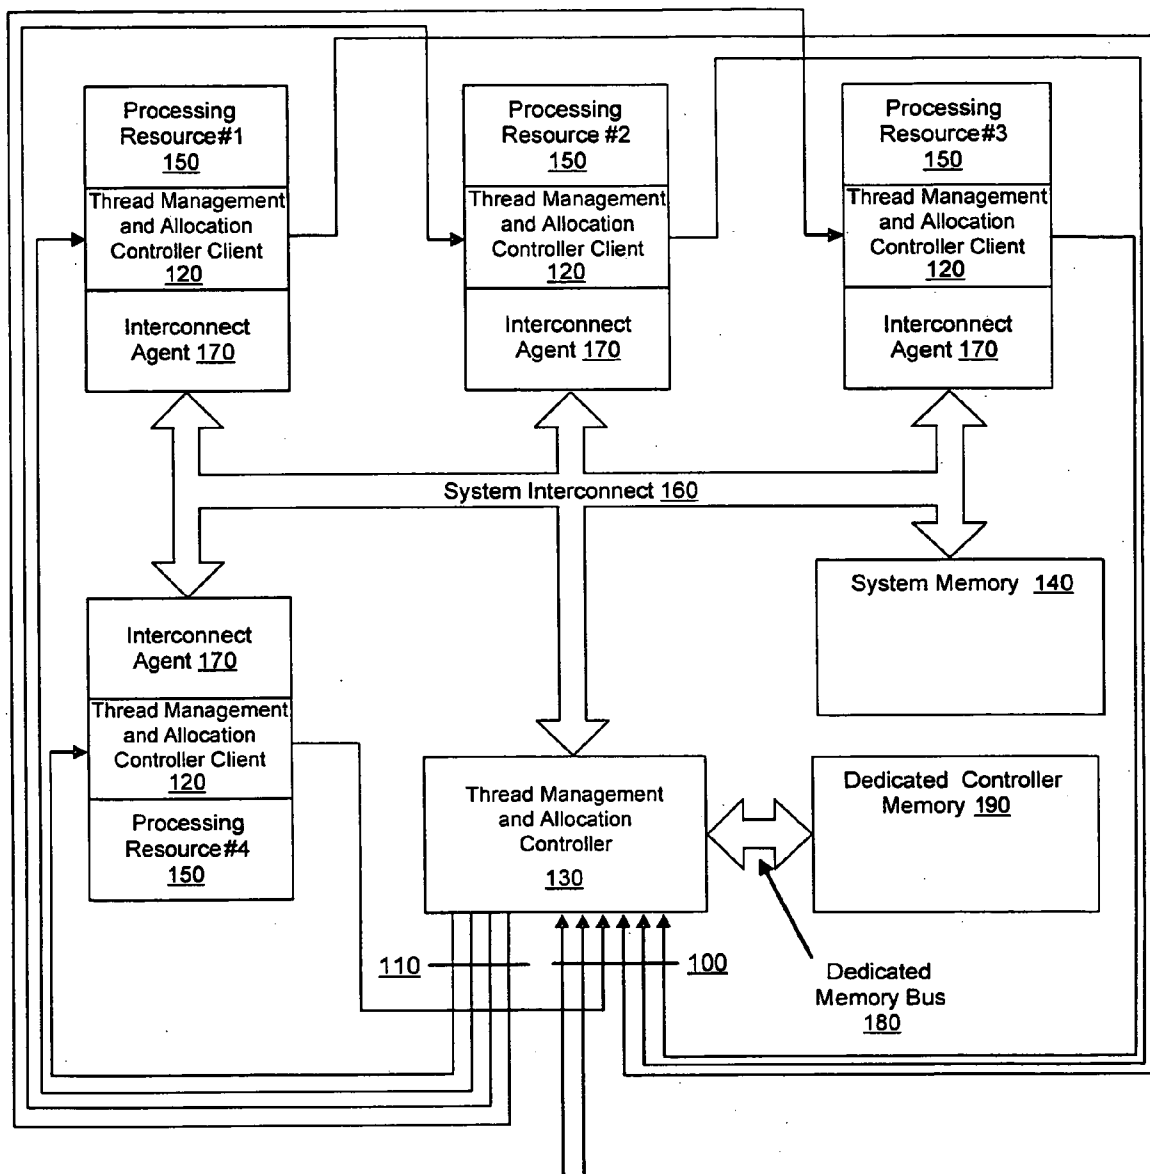 Processing
Resource#1
150
Thread Management
and Allocation
Controller Client
120
Interconnect
Agent 170
Processing
Resource #2
150
Thread Management
and Allocation
Controller Client
120
Interconnect
Agent 170
Processing
Resource#3
150
Thread Management
and Allocation
Controller Client
120
Interconnect
Agent 170
System Interconnect 160
Interconnect
Agent 170
Thread Management
and Allocation
Controller Client
120
Processing
Resource#4
150
System Memory 140
Thread Management
and Allocation
Controller
130
Dedicated Controller
Memory 190
110
100
Dedicated
Memory Bus
180